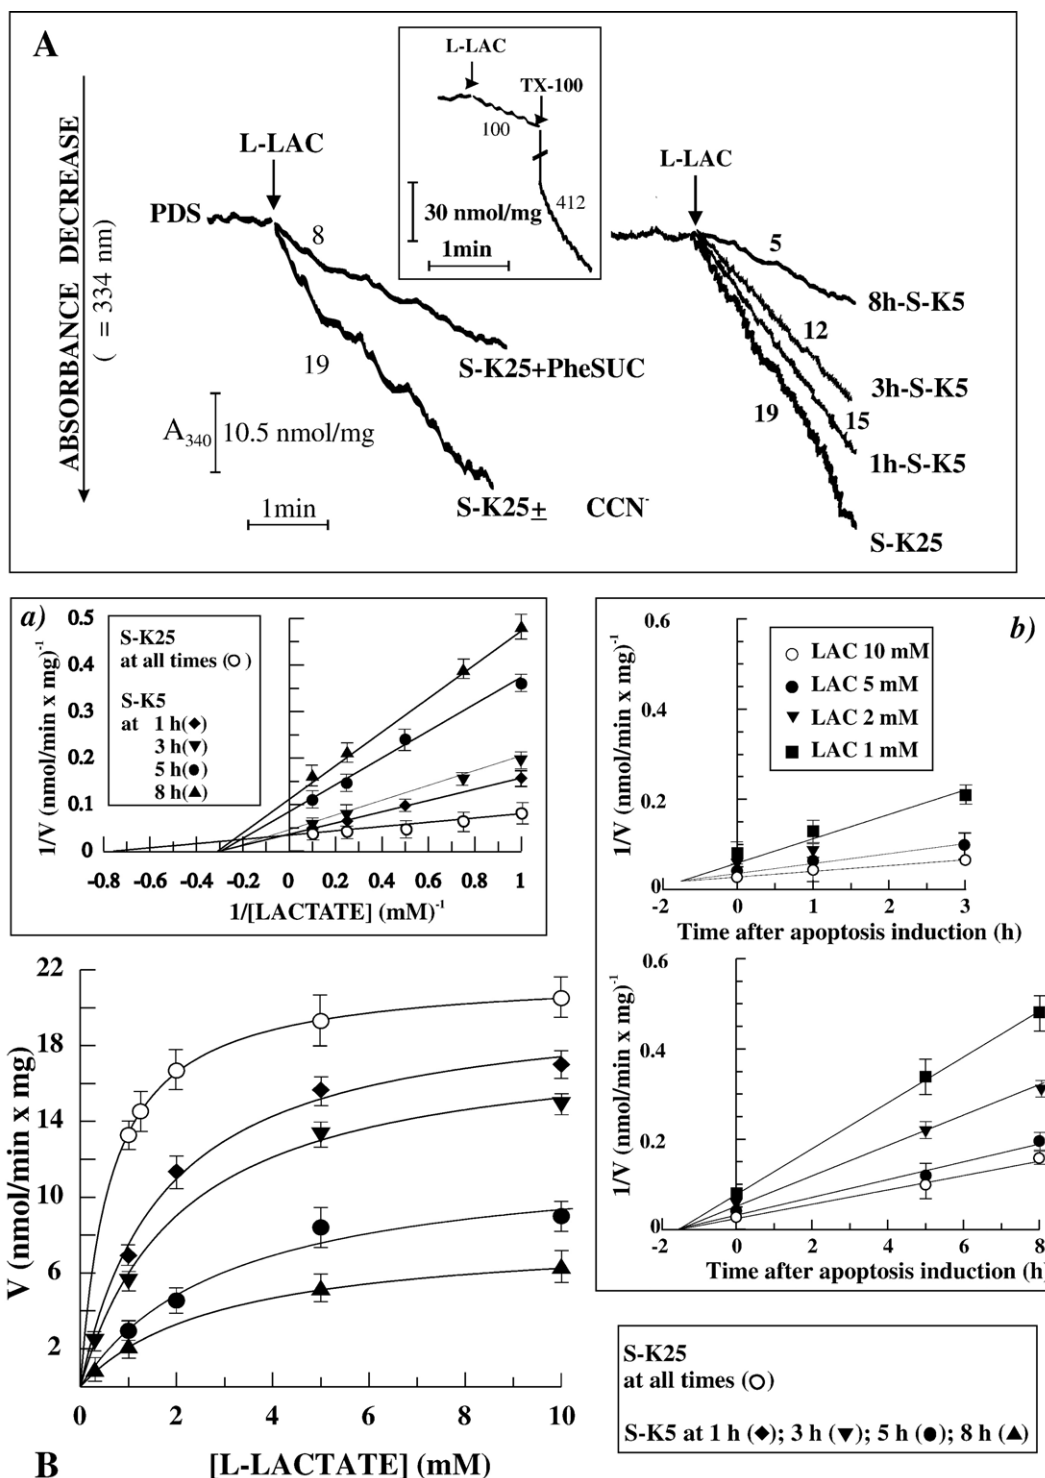 A
ABSORBANCE DECREASE
( = 334 nm)
L-LAC
PDS
8
19
S-K25+PheSUC
A340
10.5 nmol/mg
1min
S-K25± CCN-
L-LAC
TX-100
100
412
30 nmol/mg
1min
L-LAC
5
8h-S-K5
12
3h-S-K5
15
1h-S-K5
19
S-K25
a)
S-K25
at all times (○)
S-K5
at 1 h(◆)
3 h(▼)
5 h(●)
8 h(▲)
1/V (nmol/min x mg)-1
0.5
0.4
0.3
0.2
0.1
0
-0.8 -0.6 -0.4 -0.2 0 0.2 0.4 0.6 0.8 1
1/[LACTATE] (mM)-1
b)
LAC 10 mM
LAC 5 mM
LAC 2 mM
LAC 1 mM
1/V (nmol/min x mg)-1
0.6
0.4
0.2
0
-2 0 1 3
Time after apoptosis induction (h)
1/V (nmol/min x mg)-1
0.6
0.4
0.2
0
-2 0 2 4 6 8
Time after apoptosis induction (h)
V (nmol/min x mg)
22
18
14
10
6
2
0 2 4 6 8 10
[L-LACTATE] (mM)
B
S-K25
at all times (○)
S-K5 at 1 h (◆); 3 h (▼); 5 h (●); 8 h (▲)